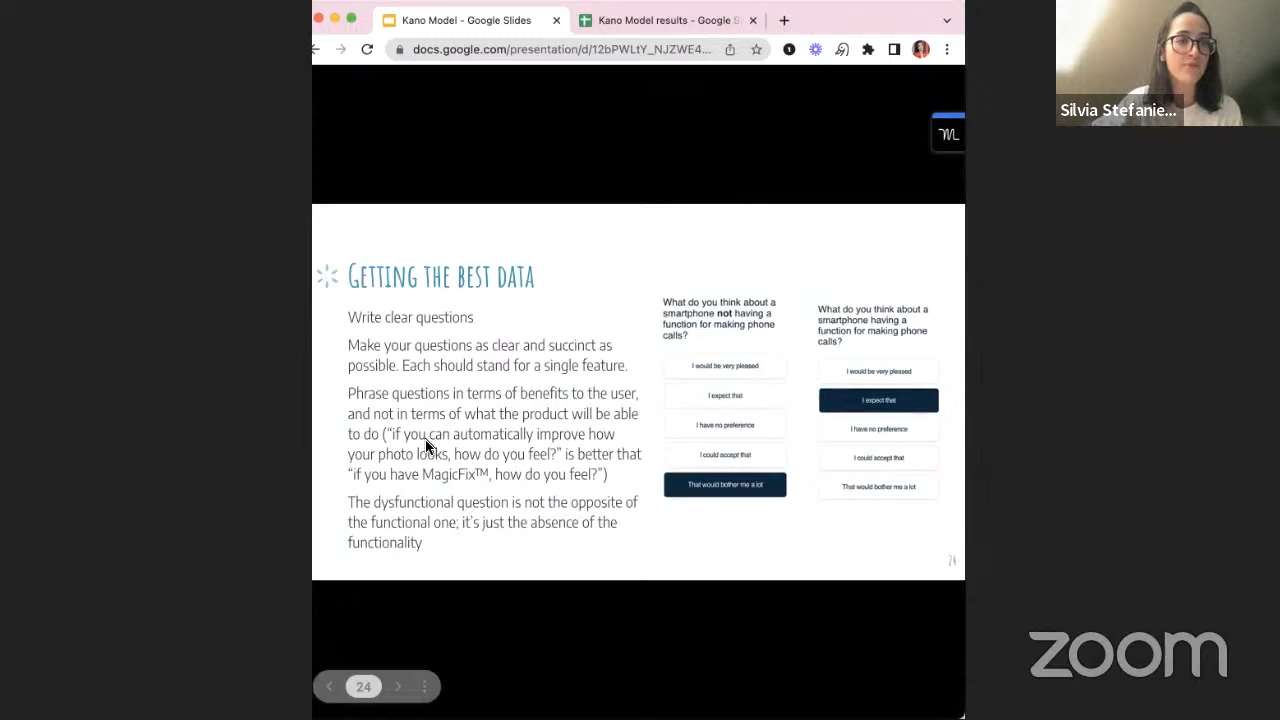 Kano Model - Google Slides
Kano Model results - Google S
docs.google.com/presentation/d/12bPWLtY_NJZWE4...
Silvia Stefanie...
Getting the best data
Write clear questions
Make your questions as clear and succinct as
possible. Each should stand for a single feature.
Phrase questions in terms of benefits to the user,
and not in terms of what the product will be able
to do (“if you can automatically improve how
your photo looks, how do you feel?” is better that
“if you have MagicFix™, how do you feel?”)
The dysfunctional question is not the opposite of
the functional one; it’s just the absence of the
functionality
What do you think about a
smartphone not having a
function for making phone
calls?
I would be very pleased
I expect that
I have no preference
I could accept that
That would bother me a lot
What do you think about a
smartphone having a
function for making phone
calls?
I would be very pleased
I expect that
I have no preference
I could accept that
That would bother me a lot
24
24
zoom